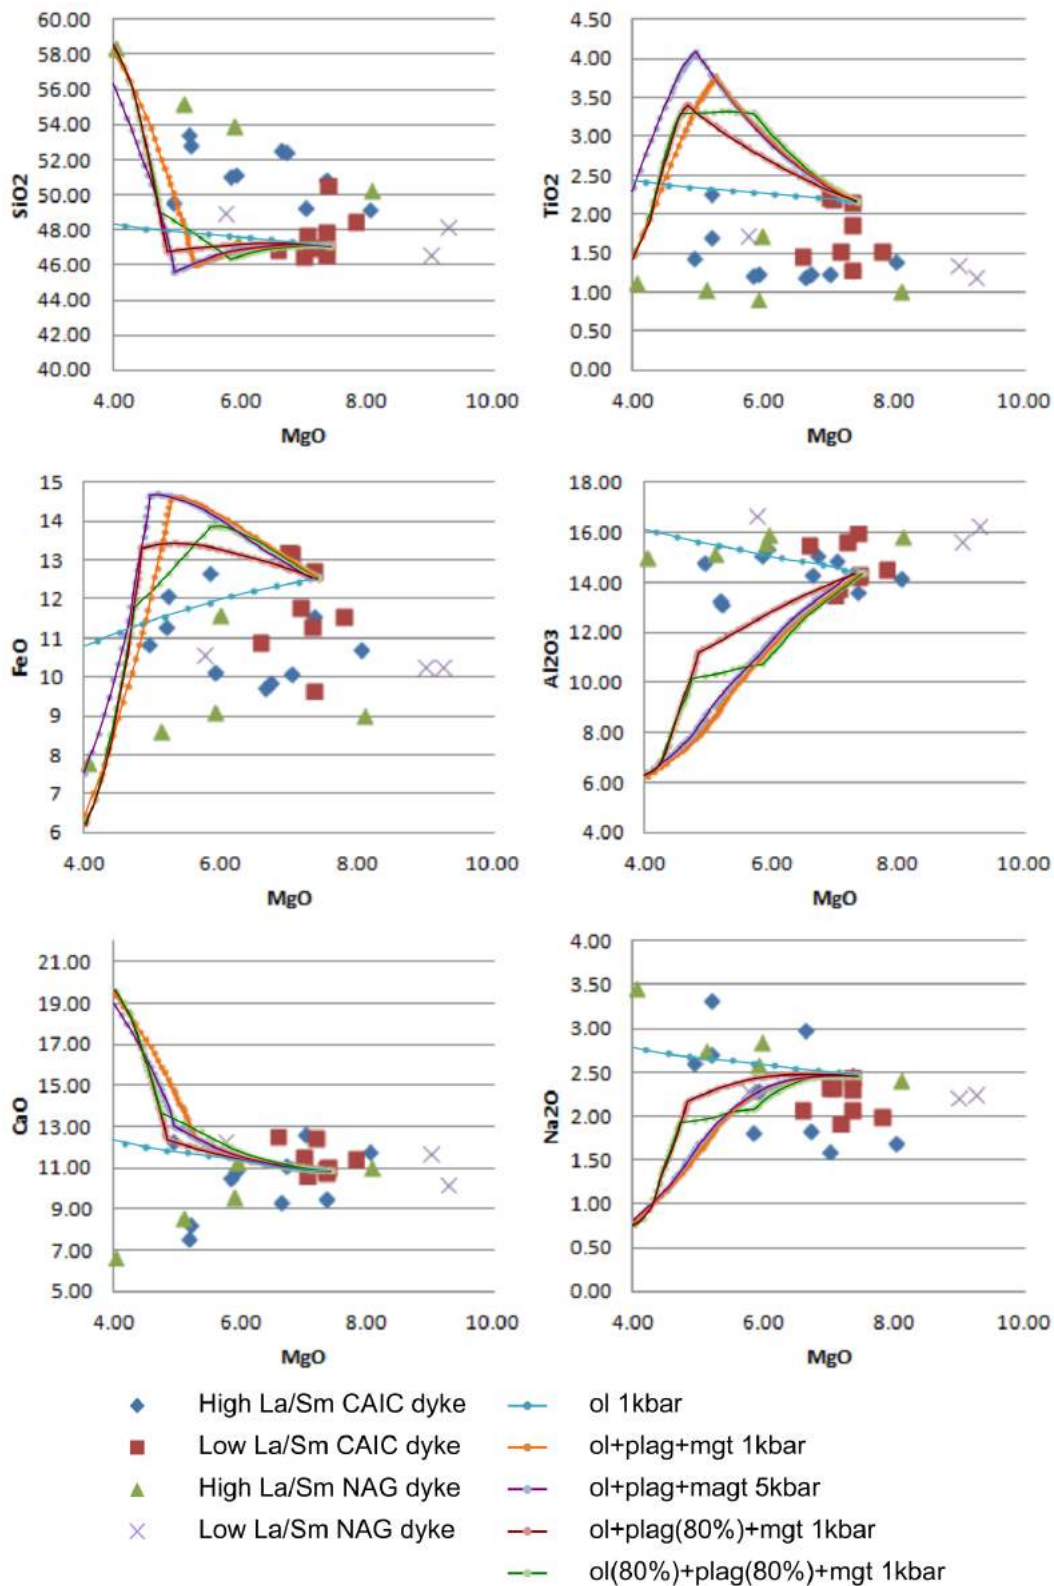 60.00
58.00
56.00
54.00
52.00
50.00
48.00
46.00
44.00
42.00
40.00
SiO2
4.00 6.00 8.00 10.00
MgO
4.50
4.00
3.50
3.00
2.50
2.00
1.50
1.00
0.50
0.00
TiO2
4.00 6.00 8.00 10.00
MgO
15
14
13
12
11
10
9
8
7
6
FeO
4.00 6.00 8.00 10.00
MgO
18.00
16.00
14.00
12.00
10.00
8.00
6.00
4.00
Al2O3
4.00 6.00 8.00 10.00
MgO
21.00
19.00
17.00
15.00
13.00
11.00
9.00
7.00
5.00
CaO
4.00 6.00 8.00 10.00
MgO
4.00
3.50
3.00
2.50
2.00
1.50
1.00
0.50
0.00
Na2O
4.00 6.00 8.00 10.00
MgO
High La/Sm CAIC dyke
Low La/Sm CAIC dyke
High La/Sm NAG dyke
Low La/Sm NAG dyke
ol 1kbar
ol+plag+mgt 1kbar
ol+plag+magt 5kbar
ol+plag(80%)+mgt 1kbar
ol(80%)+plag(80%)+mgt 1kbar